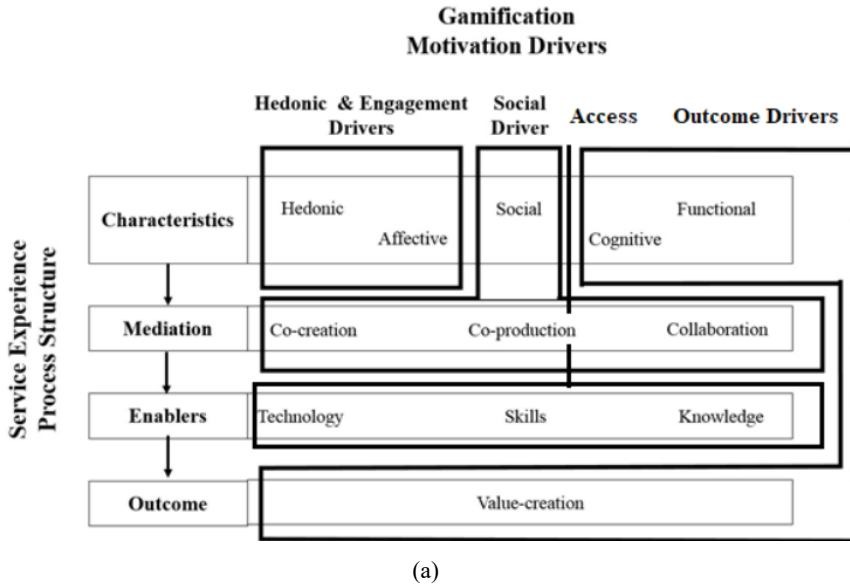 Gamification
Motivation Drivers
Hedonic & Engagement
Drivers
Social
Driver
Access
Outcome Drivers
Service Experience
Process Structure
Characteristics
Hedonic
Affective
Social
Cognitive
Functional
Mediation
Co-creation
Co-production
Collaboration
Enablers
Technology
Skills
Knowledge
Outcome
Value-creation
(a)